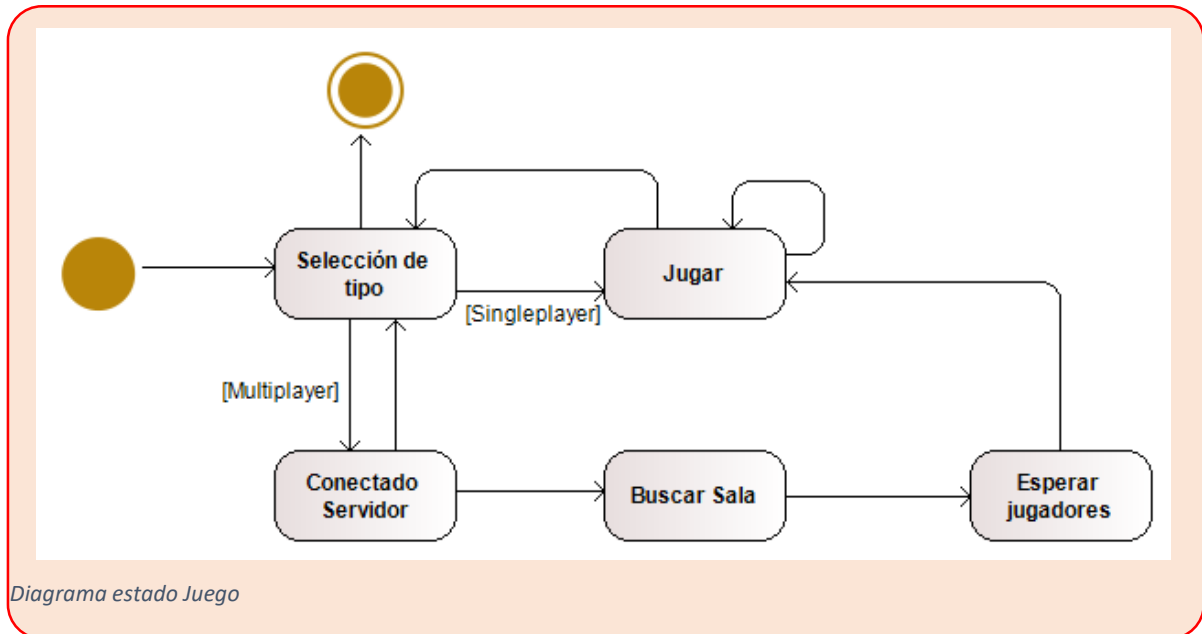 Selección de
tipo
Jugar
[Singleplayer]
[Multiplayer]
Conectado
Servidor
Buscar Sala
Esperar
jugadores
Diagrama estado Juego